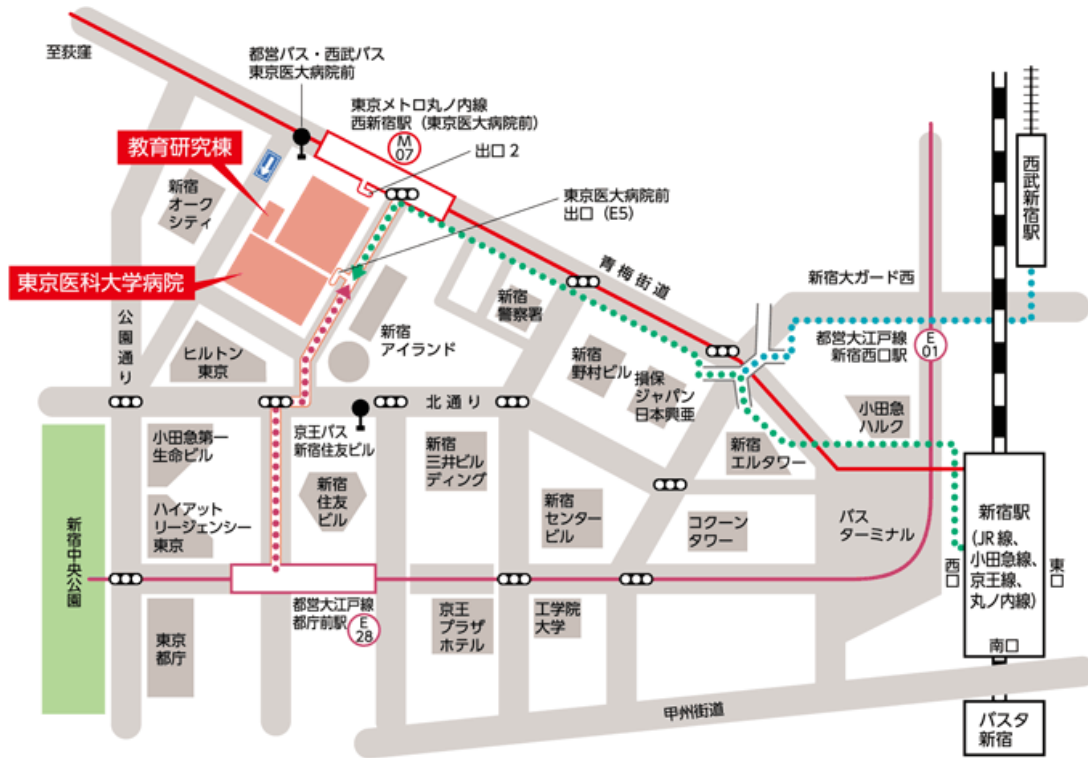 至荻窪
都営バス・西武バス
東京医大病院前
東京メトロ丸ノ内線
西新宿駅（東京医大病院前）
M
07
出口 2
教育研究棟
新宿
オーク
シティ
東京医大病院前
出口（E5）
西武新宿駅
東京医科大学病院
青梅街道
新宿大ガード西
公園通り
新宿
警察署
新宿
アイランド
都営大江戸線
新宿西口駅
E
01
ヒルトン
東京
新宿
野村ビル
損保
ジャパン
日本興亜
小田急
ハルク
北通り
小田急第一
生命ビル
京王バス
新宿住友ビル
新宿
三井ビル
ディング
新宿
エルタワー
新宿
住友
ビル
ハイアット
リージェンシー
東京
新宿
センター
ビル
コクーン
タワー
バス
ターミナル
新宿駅
（JR 線、
小田急線、
京王線、
丸ノ内線）
西口
東口
南口
新宿中央公園
都営大江戸線
都庁前駅
E
28
東京
都庁
京王
プラザ
ホテル
工学院
大学
甲州街道
バスタ
新宿